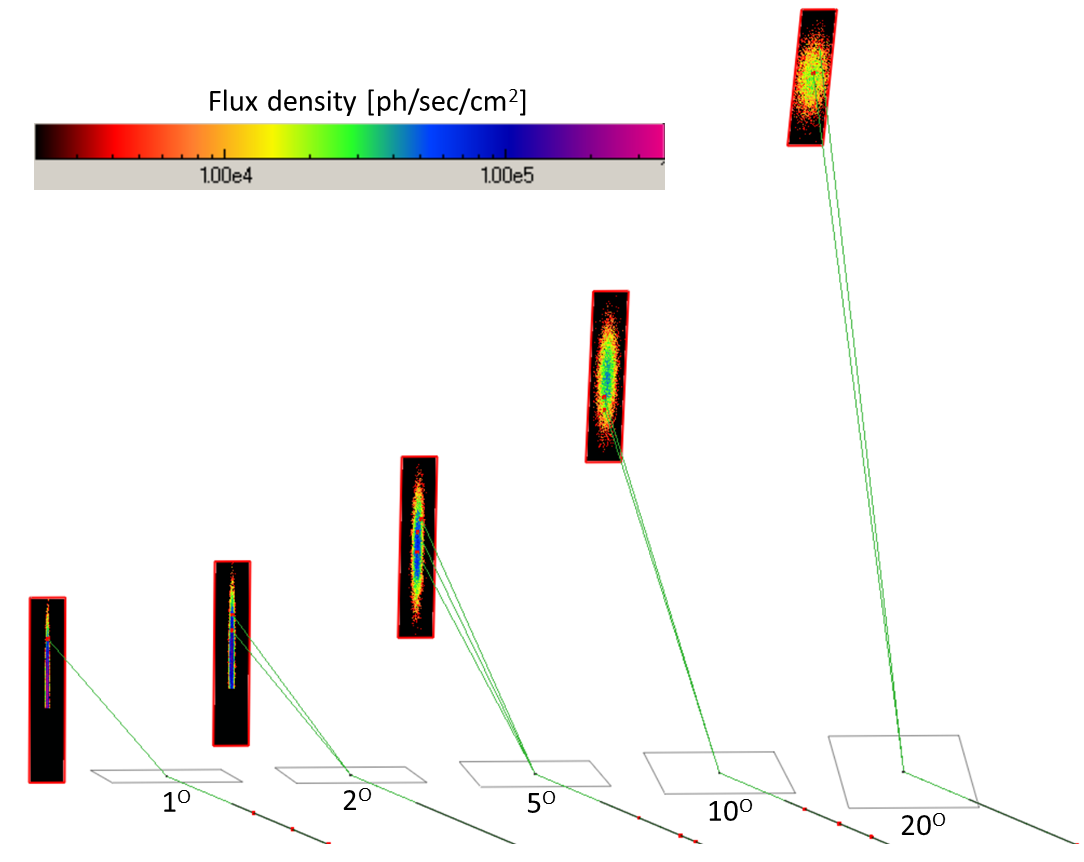 Flux density [ph/sec/cm²]
1.00e4 1.00e5
1ᴼ 2ᴼ 5ᴼ 10ᴼ 20ᴼ